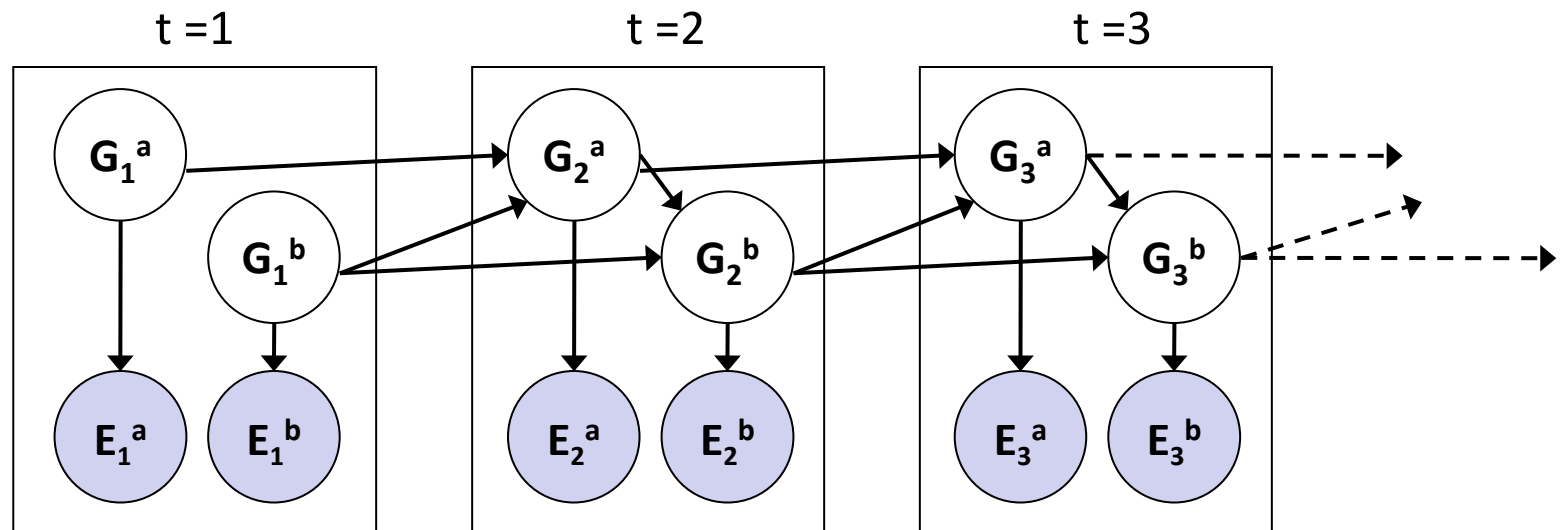 t =1 t =2 t =3
G₁ᵃ G₂ᵃ G₃ᵃ
G₁ᵇ G₂ᵇ G₃ᵇ
E₁ᵃ E₁ᵇ E₂ᵃ E₂ᵇ E₃ᵃ E₃ᵇ